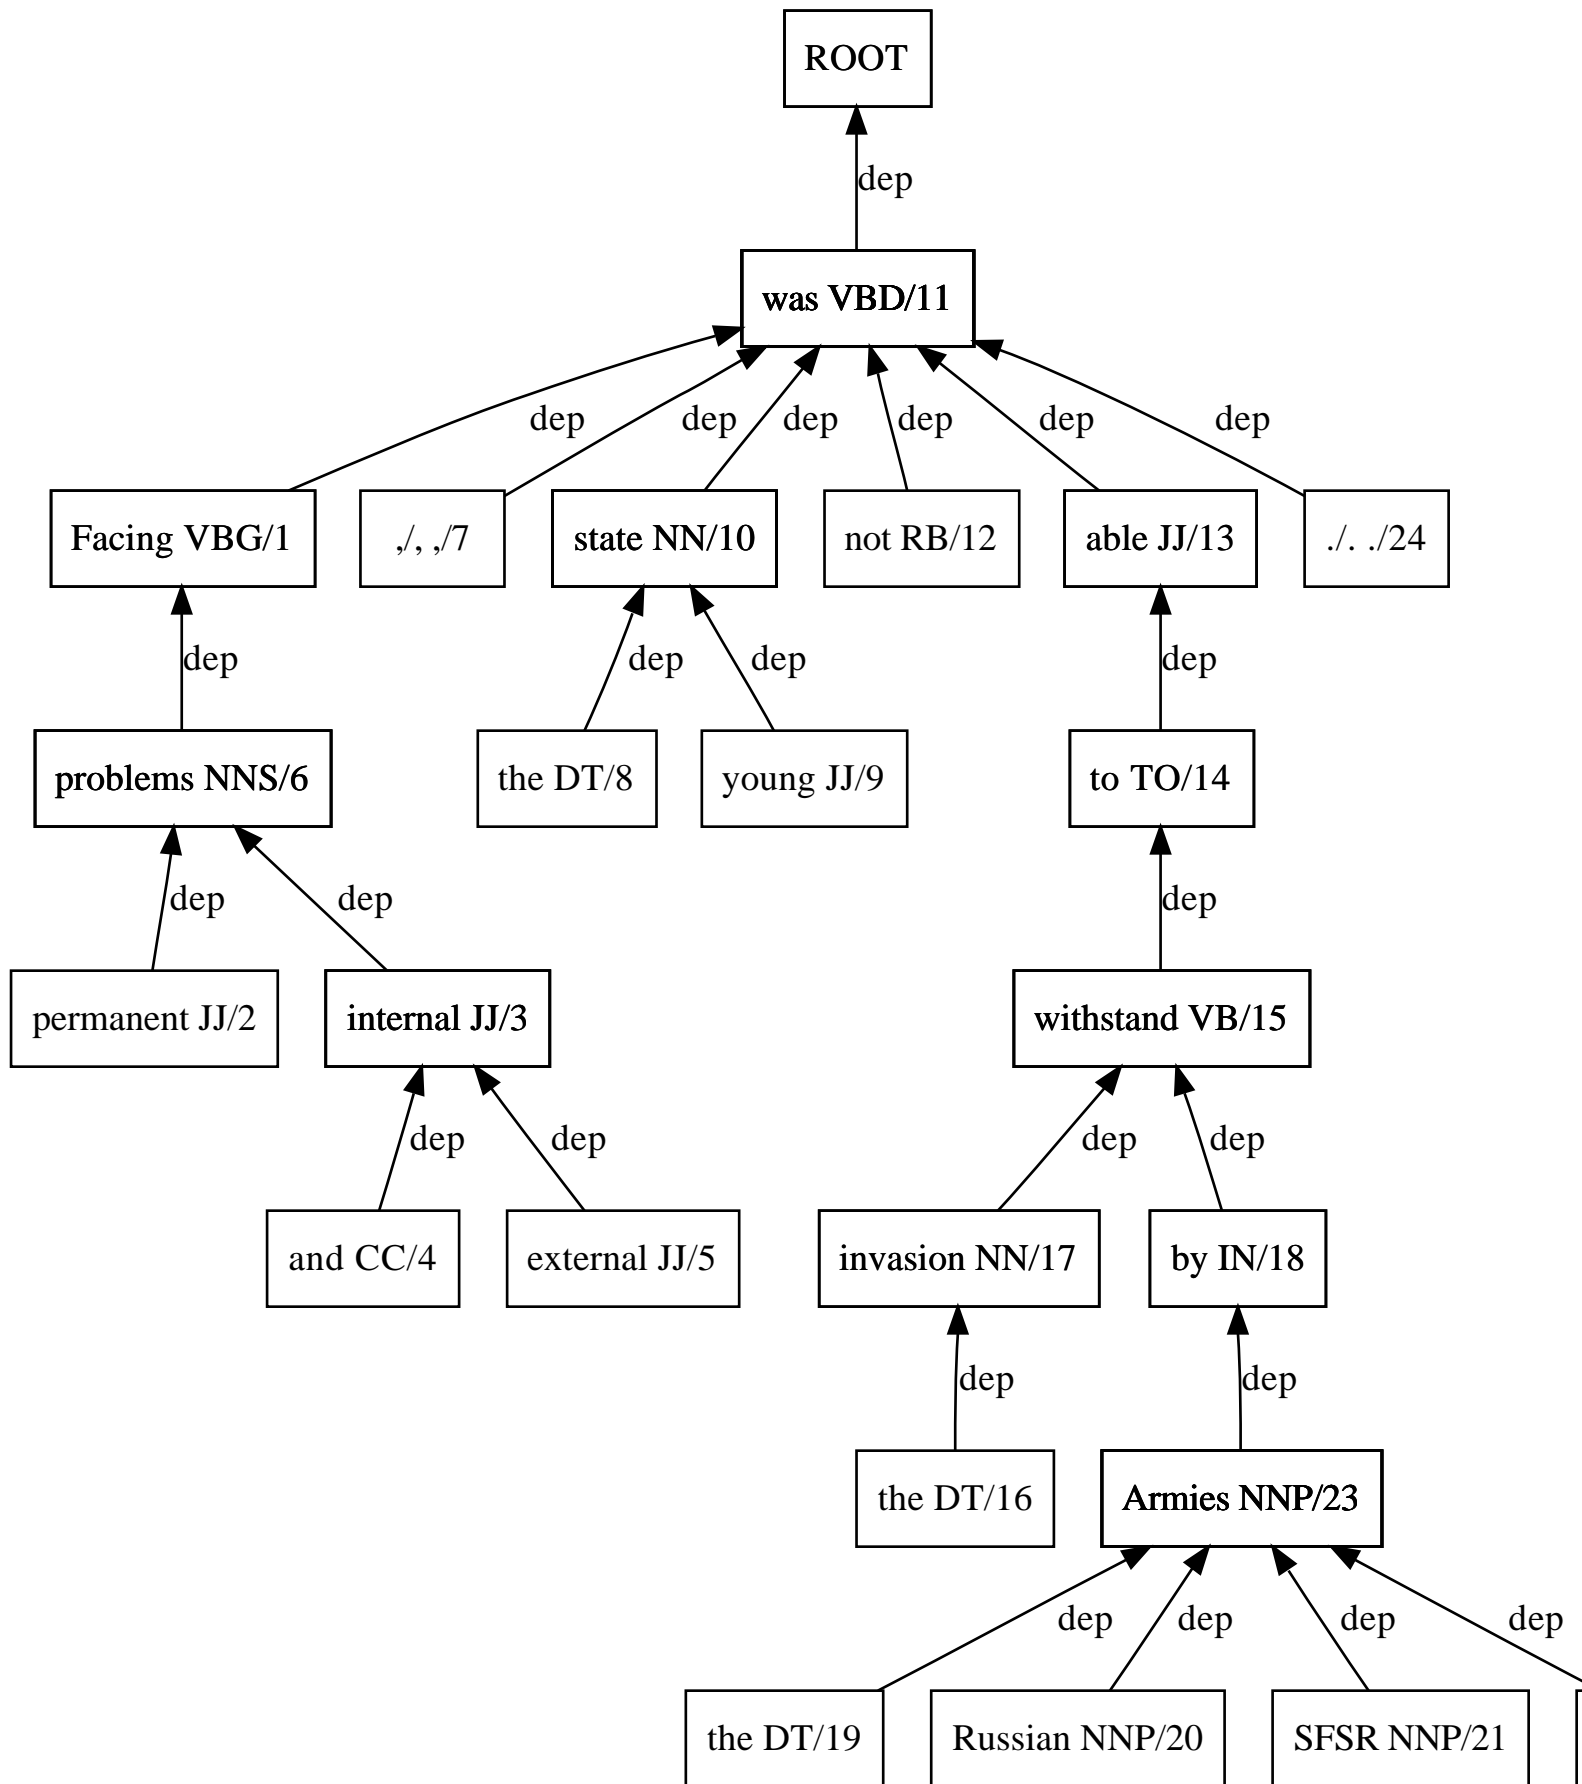 ROOT
dep
was VBD/11
dep dep dep dep dep dep
Facing VBG/1 ,/, ,/7 state NN/10 not RB/12 able JJ/13 ./. ./24
dep dep dep dep
problems NNS/6 the DT/8 young JJ/9 to TO/14
dep dep dep
permanent JJ/2 internal JJ/3 withstand VB/15
dep dep dep dep
and CC/4 external JJ/5 invasion NN/17 by IN/18
dep dep
the DT/16 Armies NNP/23
dep dep dep dep
the DT/19 Russian NNP/20 SFSR NNP/21